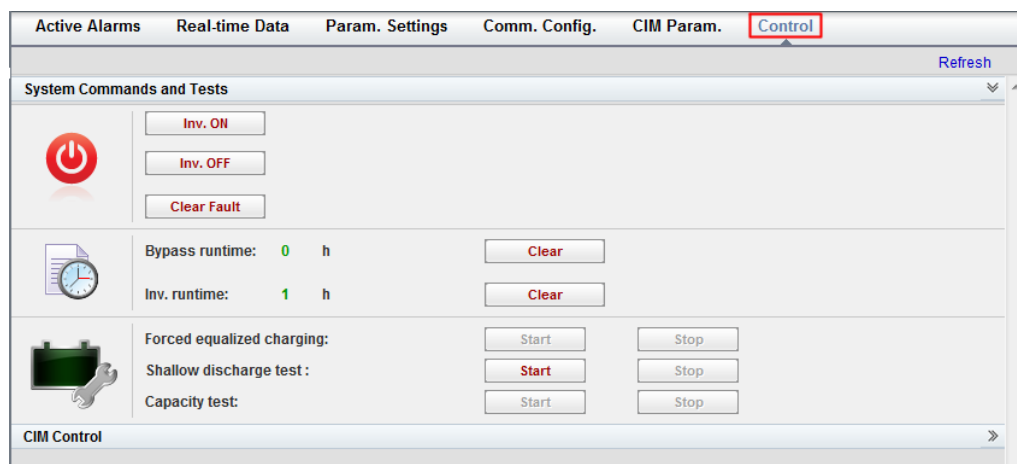 Active Alarms Real-time Data Param. Settings Comm. Config. CIM Param. Control
Refresh
System Commands and Tests
Inv. ON
Inv. OFF
Clear Fault
Bypass runtime: 0 h Clear
Inv. runtime: 1 h Clear
Forced equalized charging: Start Stop
Shallow discharge test : Start Stop
Capacity test: Start Stop
CIM Control